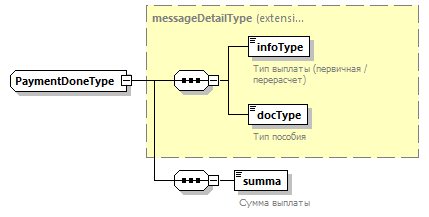 messageDetailType (extensi...
infoType
Тип выплаты (первичная /
перерасчет)
PaymentDoneType
docType
Тип пособия
summa
Сумма выплаты